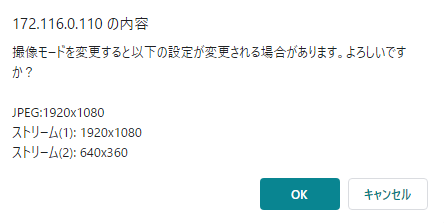 172.116.0.110 の内容
撮像モードを変更すると以下の設定が変更される場合があります。よろしいです
か？
JPEG:1920x1080
ストリーム(1): 1920x1080
ストリーム(2): 640x360
OK
キャンセル